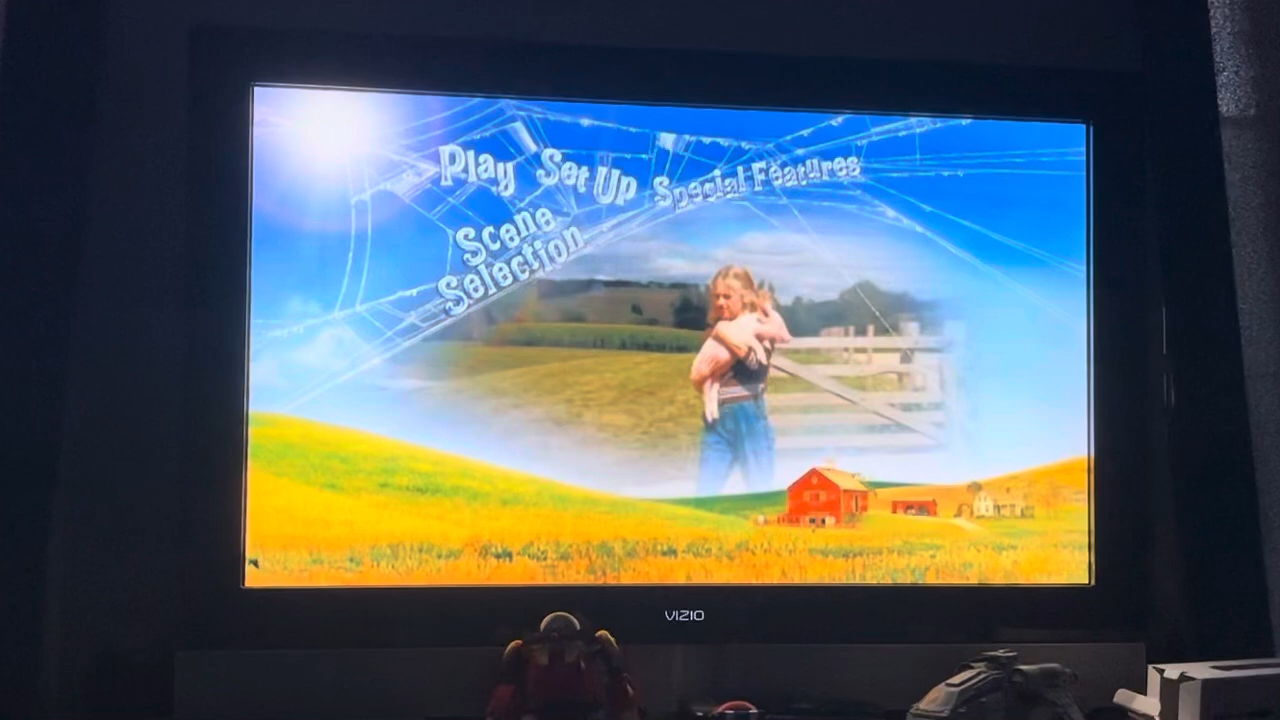 Play
Set Up
Special Features
Scene
Selection
VIZIO